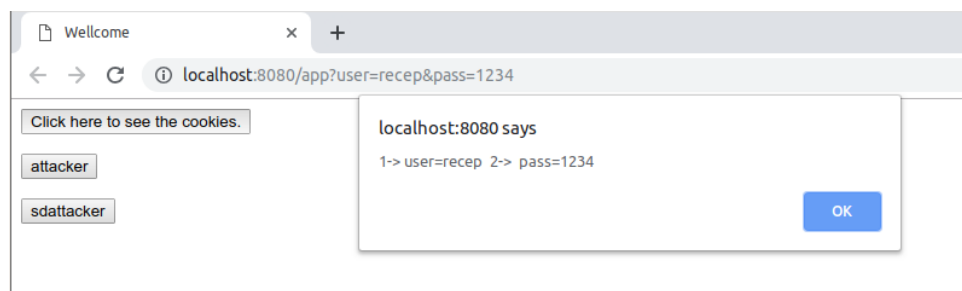 Wellcome
localhost:8080/app?user=recep&pass=1234
Click here to see the cookies.
localhost:8080 says
1-> user=recep 2-> pass=1234
attacker
OK
sdattacker